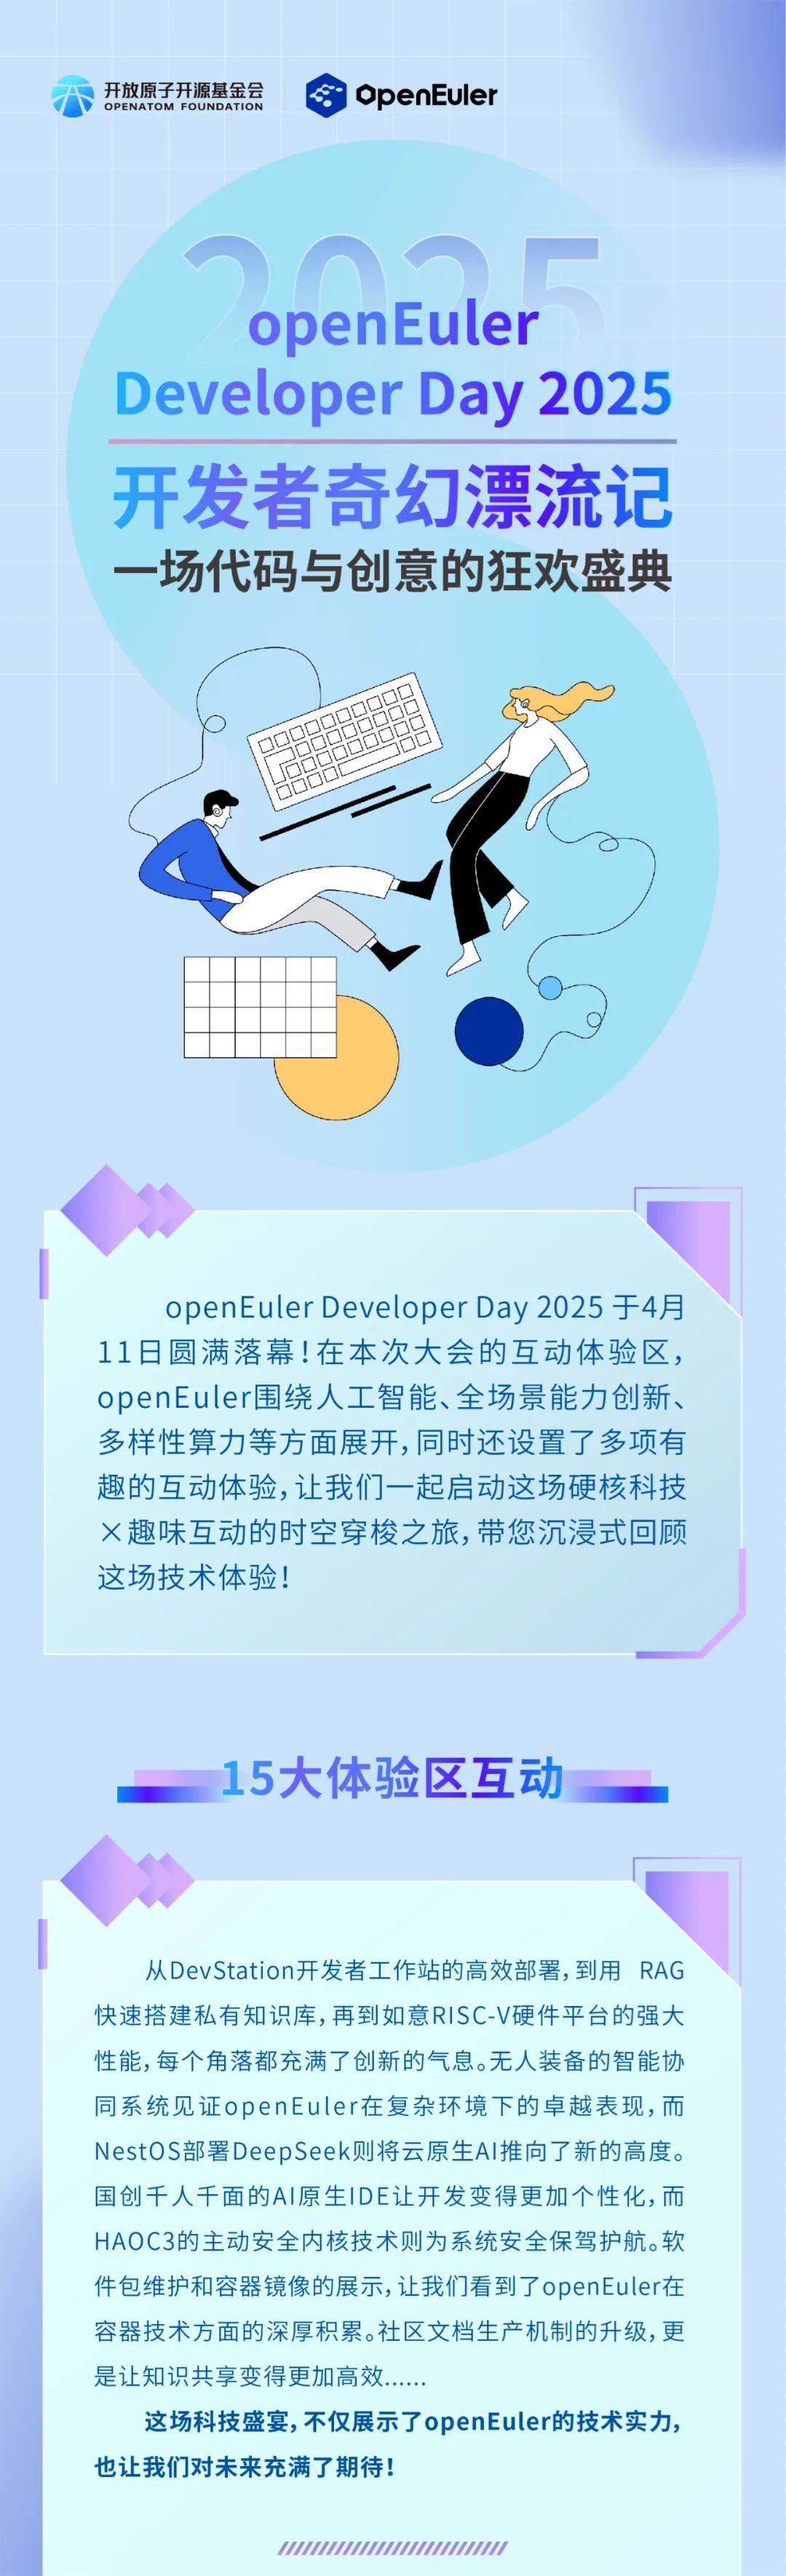 开放原子开源基金会
OPENATOM FOUNDATION
OpenEuler
2025
openEuler
Developer Day 2025
开发者奇幻漂流记
一场代码与创意的狂欢盛典
openEuler Developer Day 2025 于4月
11日圆满落幕！在本次大会的互动体验区，
openEuler围绕人工智能、全场景能力创新、
多样性算力等方面展开，同时还设置了多项有
趣的互动体验，让我们一起启动这场硬核科技
×趣味互动的时空穿梭之旅，带您沉浸式回顾
这场技术体验！
15大体验区互动
从DevStation开发者工作站的高效部署，到用 RAG
快速搭建私有知识库，再到如意RISC-V硬件平台的强大
性能，每个角落都充满了创新的气息。无人装备的智能协
同系统见证openEuler在复杂环境下的卓越表现，而
NestOS部署DeepSeek则将云原生AI推向了新的高度。
国创千人千面的AI原生IDE让开发变得更加个性化，而
HAOC3的主动安全内核技术则为系统安全保驾护航。软
件包维护和容器镜像的展示，让我们看到了openEuler在
容器技术方面的深厚积累。社区文档生产机制的升级，更
是让知识共享变得更加高效......
这场科技盛宴，不仅展示了openEuler的技术实力，
也让我们对未来充满了期待！